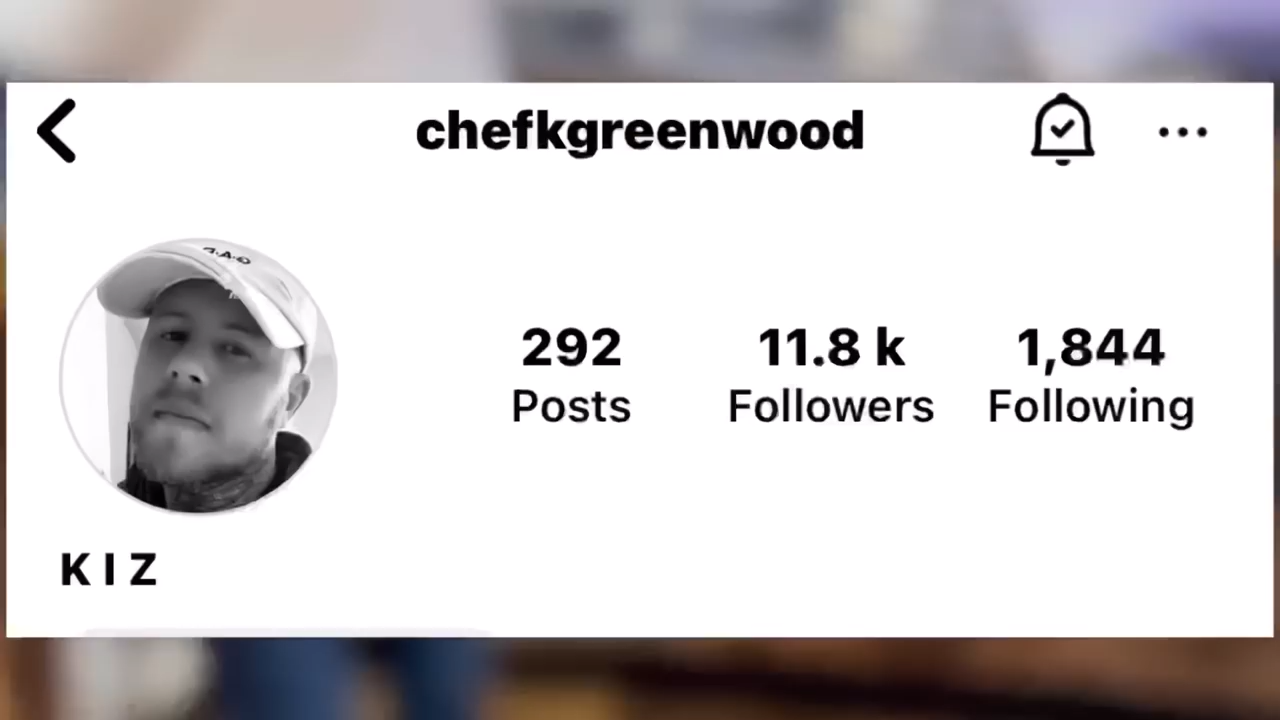 chefkgreenwood
292 11.8 k 1,844
Posts Followers Following
K I Z